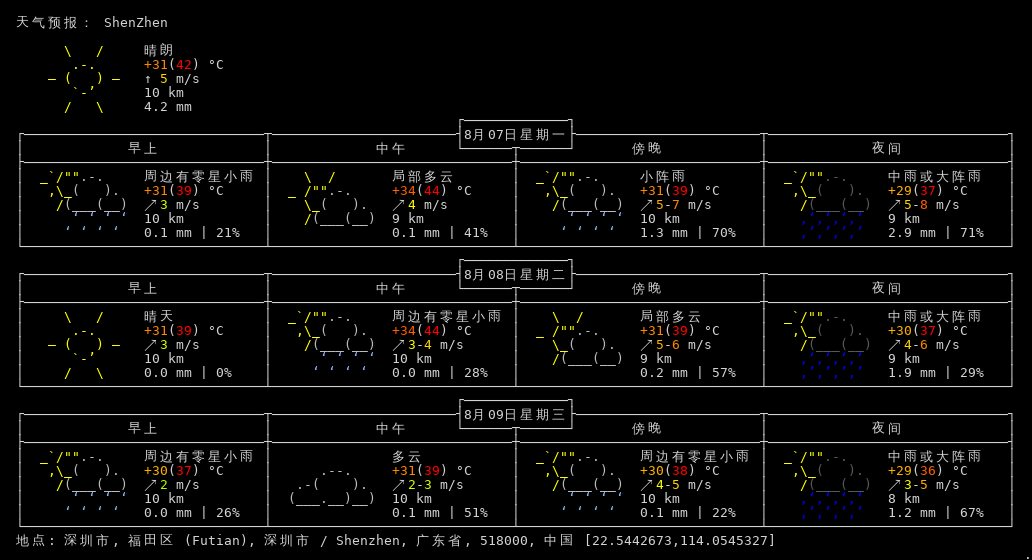 天气预报： ShenZhen
晴朗
+31(42) °C
↑ 5 m/s
10 km
4.2 mm
8月07日星期一
早上 中午 傍晚 夜间
周边有零星小雨 局部多云 小阵雨 中雨或大阵雨
+31(39) °C +34(44) °C +31(39) °C +29(37) °C
↗3 m/s ↗4 m/s ↗5-7 m/s ↗5-8 m/s
10 km 9 km 10 km 9 km
0.1 mm | 21% 0.1 mm | 41% 1.3 mm | 70% 2.9 mm | 71%
8月08日星期二
早上 中午 傍晚 夜间
晴天 周边有零星小雨 局部多云 中雨或大阵雨
+31(39) °C +34(44) °C +31(39) °C +30(37) °C
↗3 m/s ↗3-4 m/s ↗5-6 m/s ↗4-6 m/s
10 km 10 km 9 km 9 km
0.0 mm | 0% 0.0 mm | 28% 0.2 mm | 57% 1.9 mm | 29%
8月09日星期三
早上 中午 傍晚 夜间
周边有零星小雨 多云 周边有零星小雨 中雨或大阵雨
+30(37) °C +31(39) °C +30(38) °C +29(36) °C
↗2 m/s ↗2-3 m/s ↗4-5 m/s ↗3-5 m/s
10 km 10 km 10 km 8 km
0.0 mm | 26% 0.1 mm | 51% 0.1 mm | 22% 1.2 mm | 67%
地点: 深圳市, 福田区 (Futian), 深圳市 / Shenzhen, 广东省, 518000, 中国 [22.5442673,114.0545327]